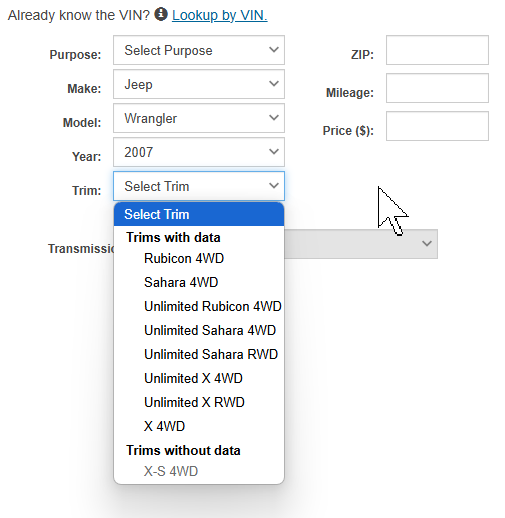 Already know the VIN? Lookup by VIN.
Purpose: Select Purpose
ZIP:
Make: Jeep
Mileage:
Model: Wrangler
Price ($):
Year: 2007
Trim: Select Trim
Select Trim
Trims with data
Transmissio
Rubicon 4WD
Sahara 4WD
Unlimited Rubicon 4WD
Unlimited Sahara 4WD
Unlimited Sahara RWD
Unlimited X 4WD
Unlimited X RWD
X 4WD
Trims without data
X-S 4WD